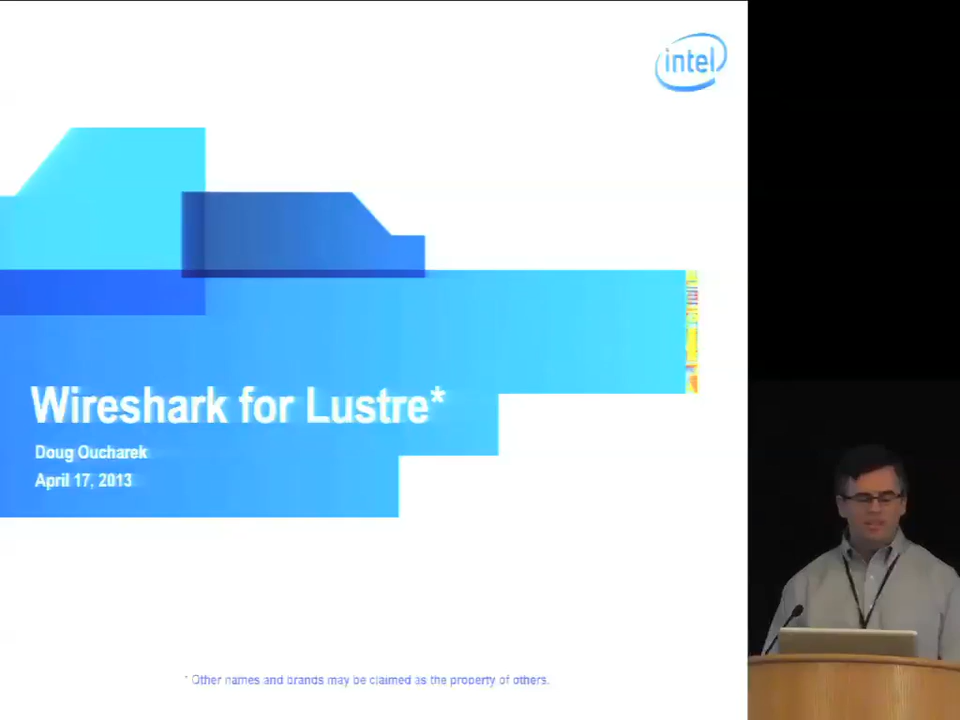 intel
Wireshark for Lustre*
Doug Oucharek
April 17, 2013
* Other names and brands may be claimed as the property of others.